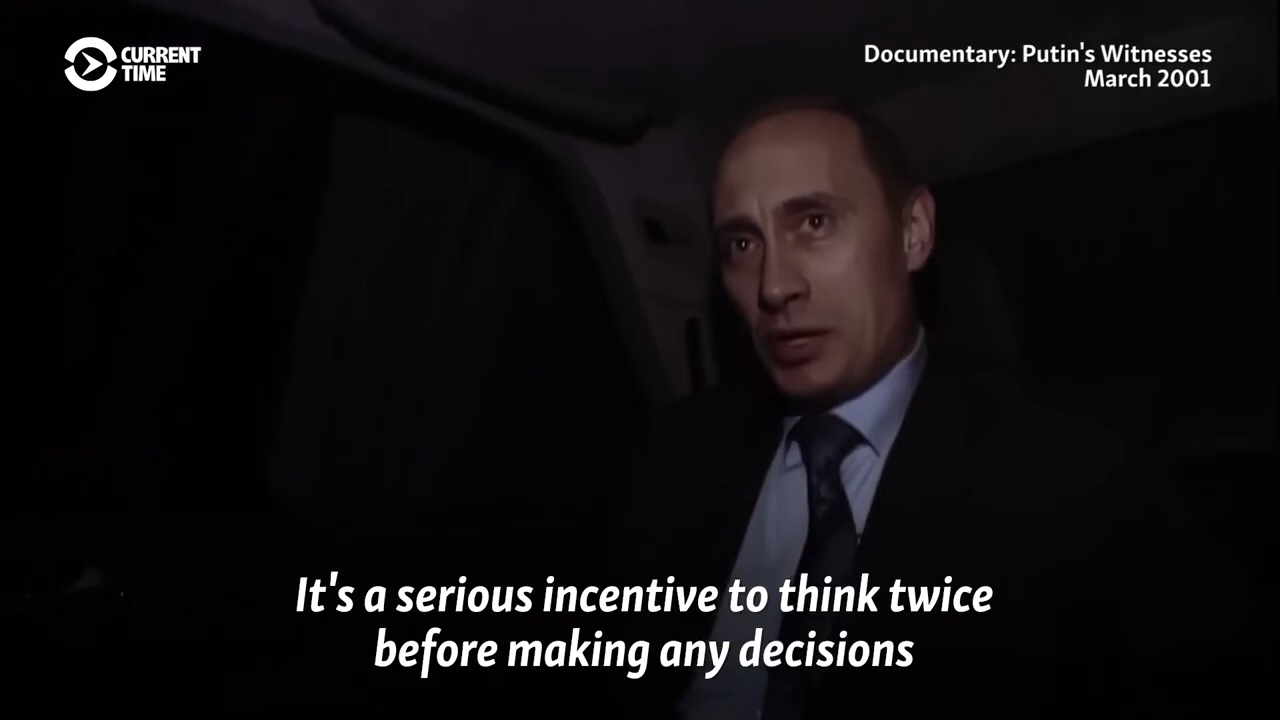 CURRENT
TIME
Documentary: Putin's Witnesses
March 2001
It's a serious incentive to think twice
before making any decisions